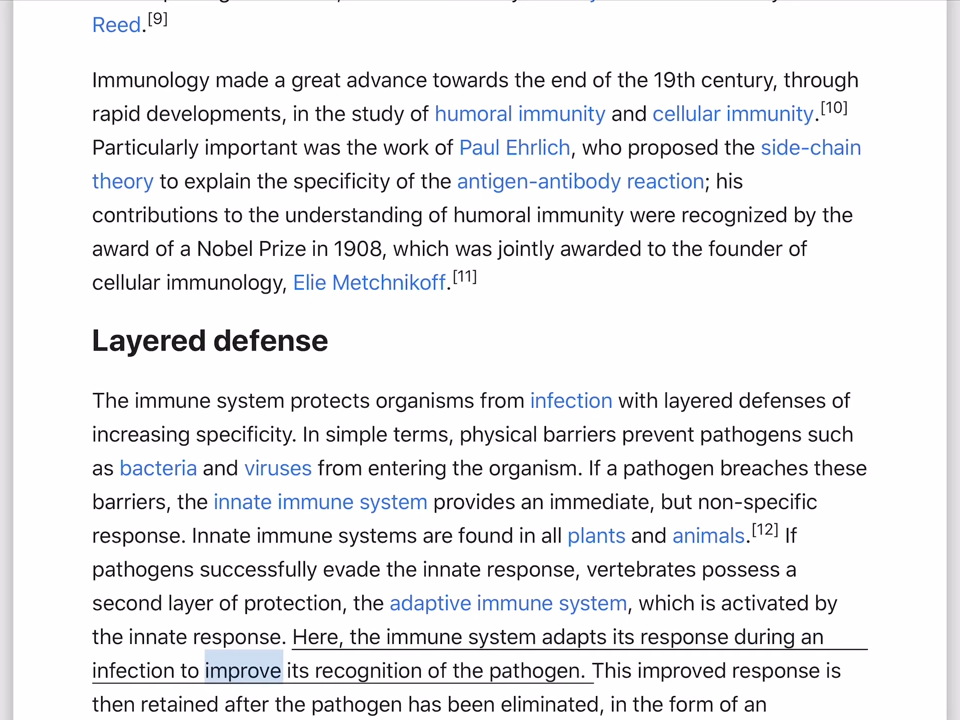 Reed.[9]
Immunology made a great advance towards the end of the 19th century, through
rapid developments, in the study of humoral immunity and cellular immunity.[10]
Particularly important was the work of Paul Ehrlich, who proposed the side-chain
theory to explain the specificity of the antigen-antibody reaction; his
contributions to the understanding of humoral immunity were recognized by the
award of a Nobel Prize in 1908, which was jointly awarded to the founder of
cellular immunology, Elie Metchnikoff.[11]
Layered defense
The immune system protects organisms from infection with layered defenses of
increasing specificity. In simple terms, physical barriers prevent pathogens such
as bacteria and viruses from entering the organism. If a pathogen breaches these
barriers, the innate immune system provides an immediate, but non-specific
response. Innate immune systems are found in all plants and animals.[12] If
pathogens successfully evade the innate response, vertebrates possess a
second layer of protection, the adaptive immune system, which is activated by
the innate response. Here, the immune system adapts its response during an
infection to improve its recognition of the pathogen. This improved response is
then retained after the pathogen has been eliminated, in the form of an